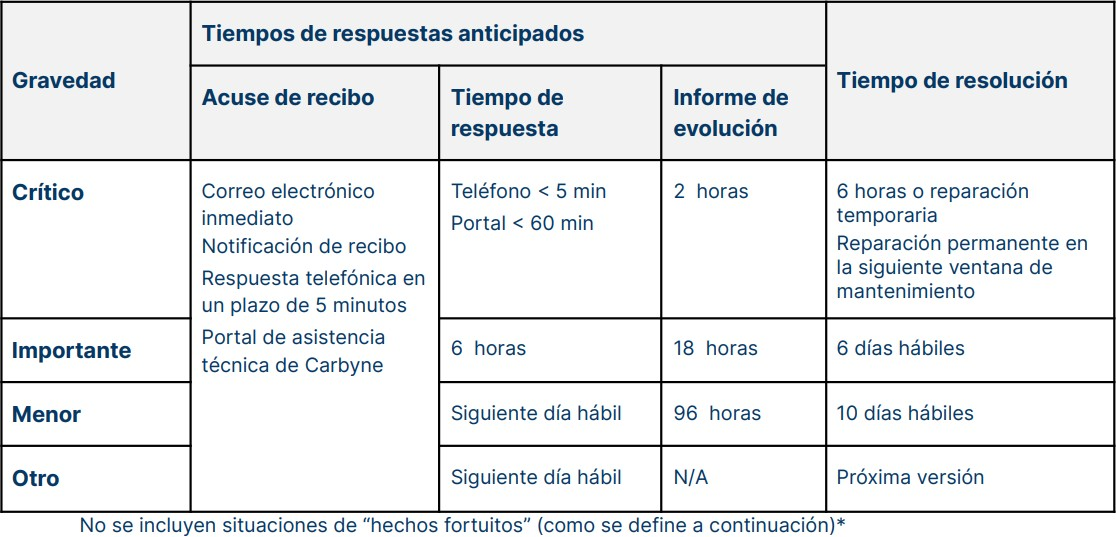 Gravedad
Tiempos de respuestas anticipados
Tiempo de resolución
Acuse de recibo
Tiempo de
respuesta
Informe de
evolución
Crítico
Correo electrónico
inmediato
Notificación de recibo
Respuesta telefónica en
un plazo de 5 minutos
Portal de asistencia
técnica de Carbyne
Teléfono < 5 min
Portal < 60 min
2 horas
6 horas o reparación
temporaria
Reparación permanente en
la siguiente ventana de
mantenimiento
Importante
6 horas
18 horas
6 días hábiles
Menor
Siguiente día hábil
96 horas
10 días hábiles
Otro
Siguiente día hábil
N/A
Próxima versión
No se incluyen situaciones de “hechos fortuitos” (como se define a continuación)*